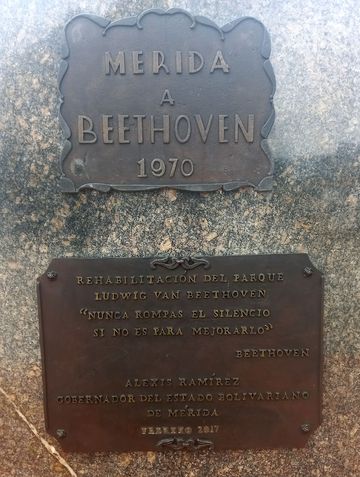 MERIDA
A
BEETHOVEN
1970
REHABILITACIÓN DEL PARQUE
LUDWIG VAN BEETHOVEN
"NUNCA ROMPAS EL SILENCIO
SI NO ES PARA MEJORARLO"
BEETHOVEN
ALEXIS RAMÍREZ
GOBERNADOR DEL ESTADO BOLIVARIANO
DE MÉRIDA
FEBRERO 2017